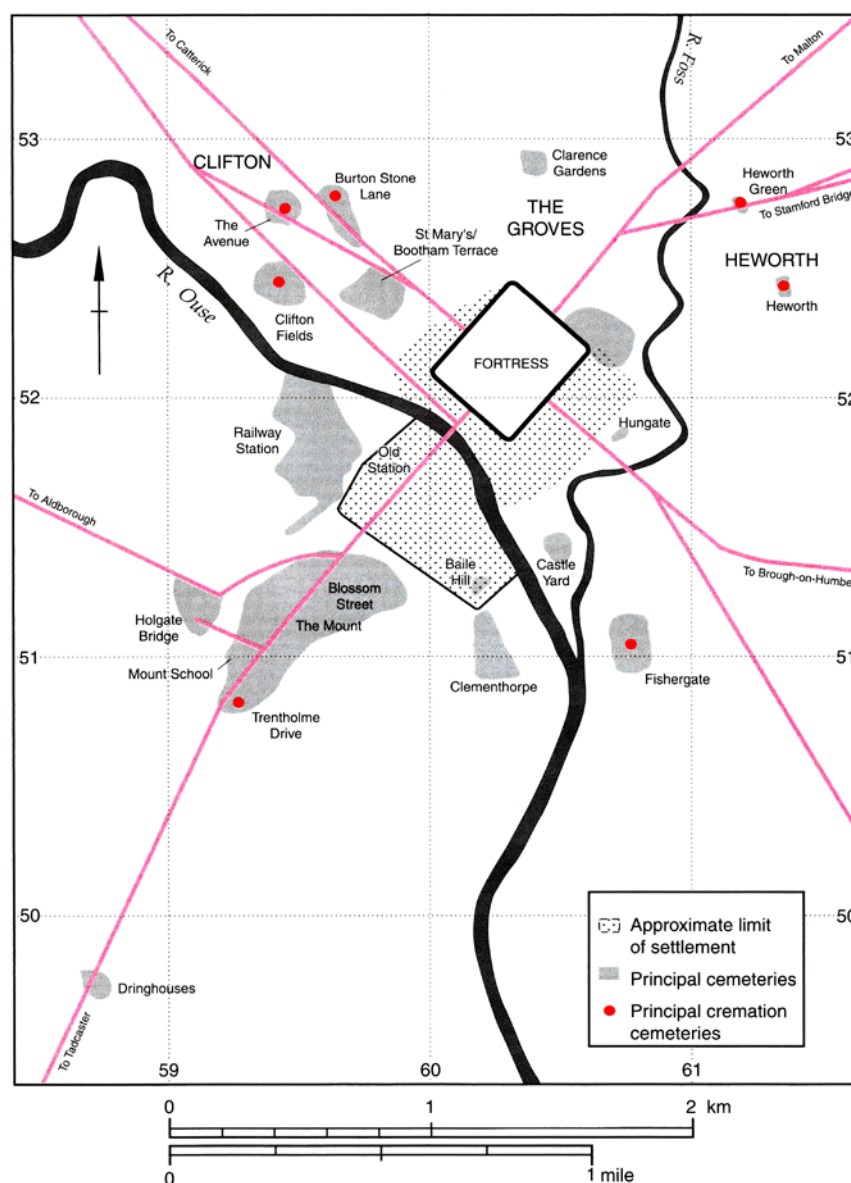 To Catterick
R. Foss
To Malton
53
53
CLIFTON
Burton Stone
Lane
The
Avenue
Clarence
Gardens
Heworth
Green
THE
GROVES
To Stamford Bridge
St Mary's/
Bootham Terrace
HEWORTH
Heworth
R. Ouse
Clifton
Fields
FORTRESS
52
52
Railway
Station
Old
Station
Hungate
To Aldborough
Baile
Hill
Castle
Yard
To Brough-on-Humbe
Blossom
Street
Holgate
Bridge
The Mount
51
51
Mount School
Clementhorpe
Fishergate
Trentholme
Drive
50
50
Approximate limit
of settlement
Principal cemeteries
Principal cremation
cemeteries
Dringhouses
To Tadcaster
59
60
61
0
1
2
km
0
1 mile